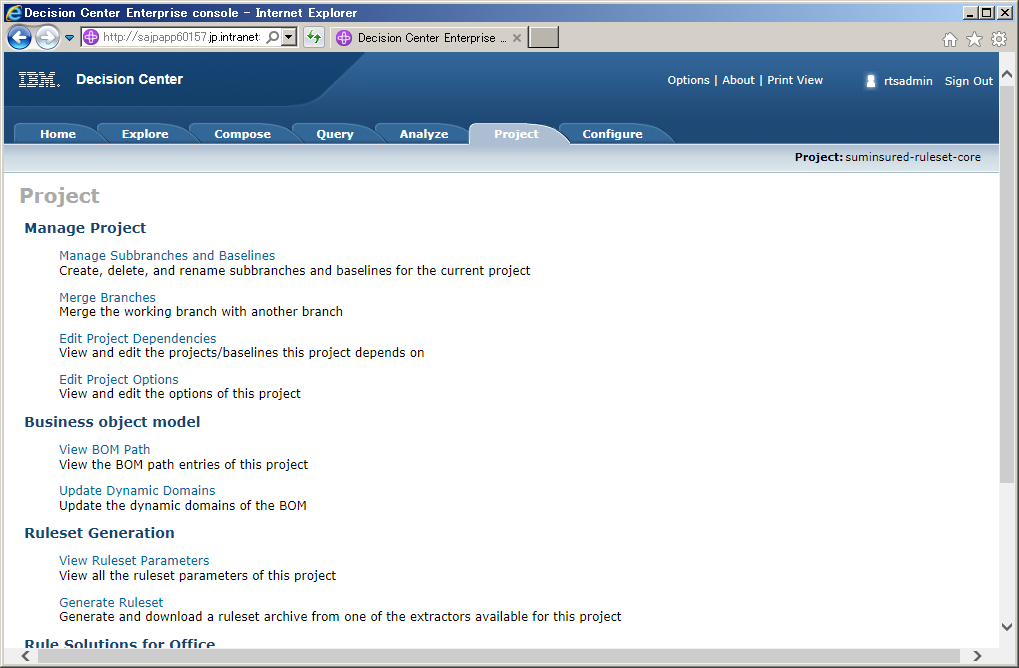 Decision Center Enterprise console - Internet Explorer
http://sajpapp60157.jp.intranet
Decision Center Enterprise ...
IBM. Decision Center
Options | About | Print View rtsadmin Sign Out
Home Explore Compose Query Analyze Project Configure
Project: suminsured-ruleset-core
Project
Manage Project
Manage Subbranches and Baselines
Create, delete, and rename subbranches and baselines for the current project
Merge Branches
Merge the working branch with another branch
Edit Project Dependencies
View and edit the projects/baselines this project depends on
Edit Project Options
View and edit the options of this project
Business object model
View BOM Path
View the BOM path entries of this project
Update Dynamic Domains
Update the dynamic domains of the BOM
Ruleset Generation
View Ruleset Parameters
View all the ruleset parameters of this project
Generate Ruleset
Generate and download a ruleset archive from one of the extractors available for this project
Rule Solutions for Office